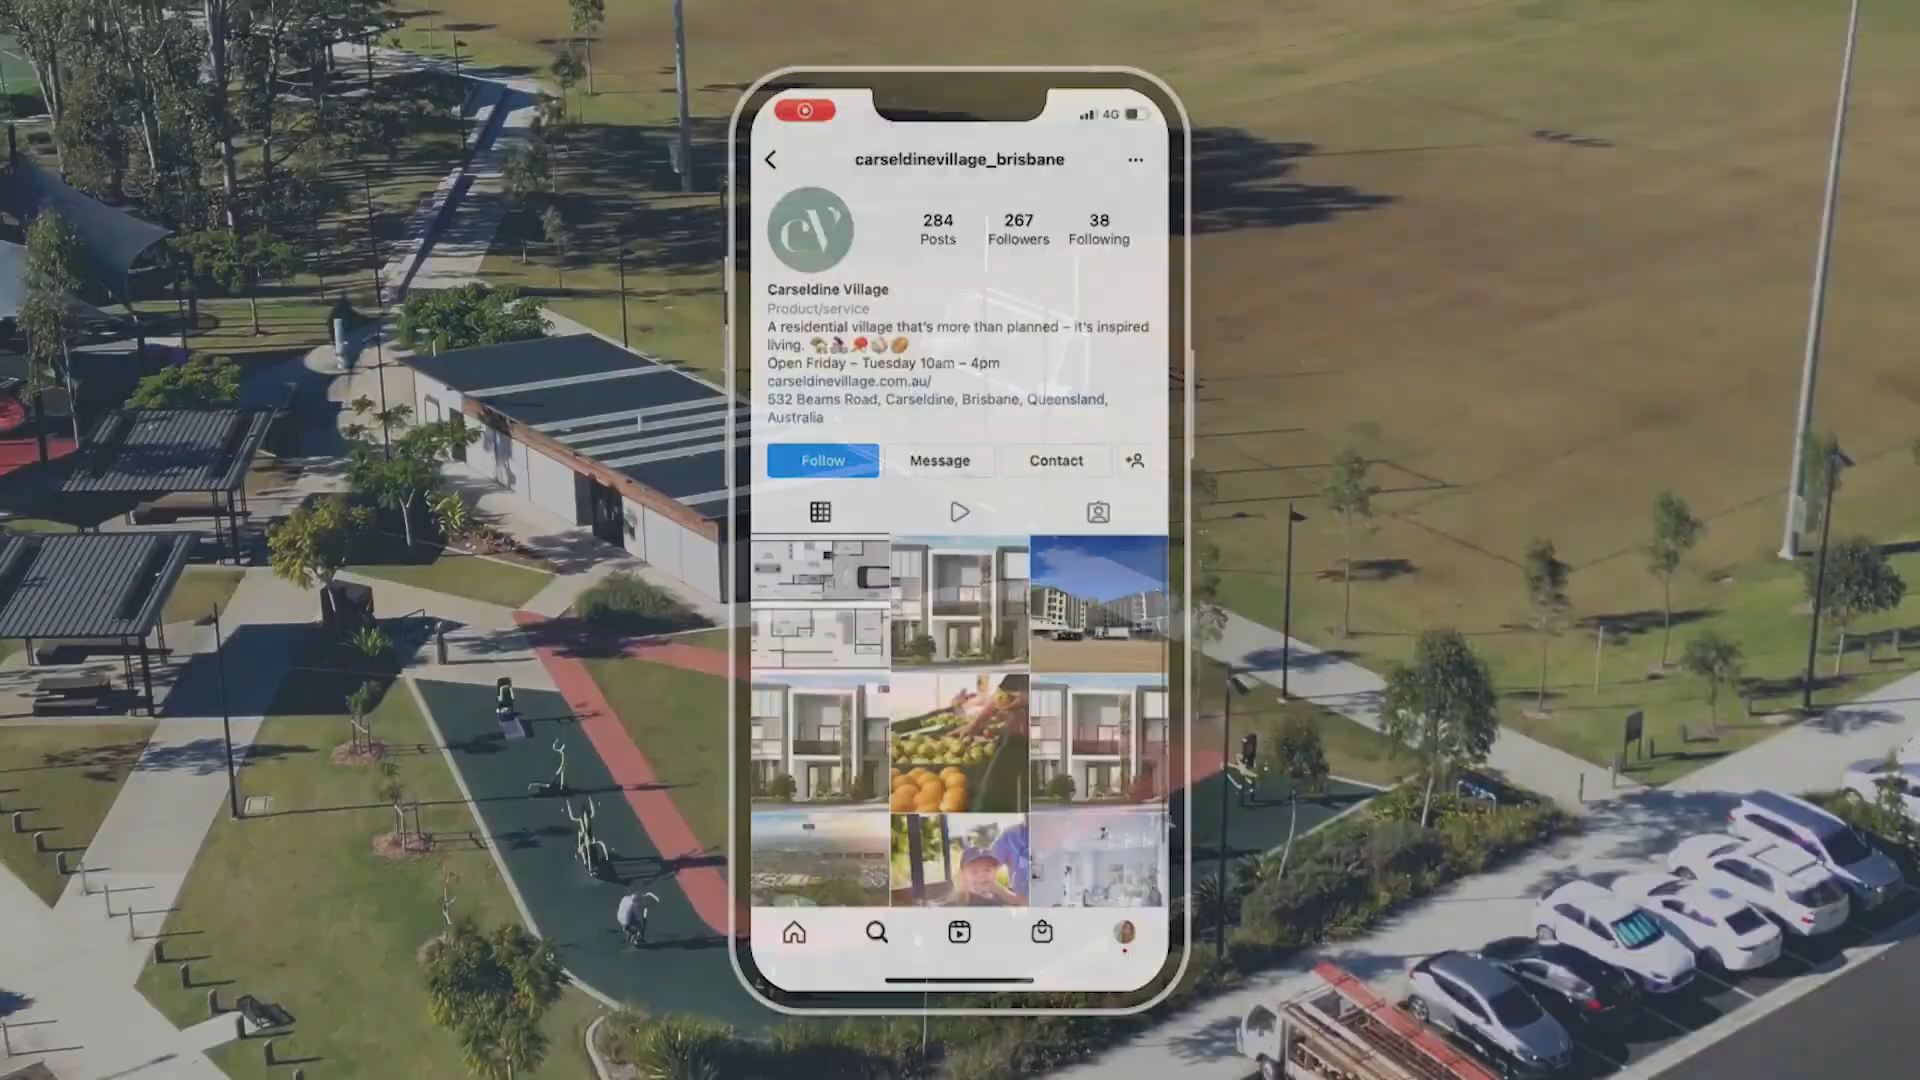 4G
carseldinevillage_brisbane
CV
284 267 38
Posts Followers Following
Carseldine Village
Product/service
A residential village that's more than planned – it's inspired
living. 🏡🚴🏓⚾🥔
Open Friday – Tuesday 10am – 4pm
carseldinevillage.com.au/
532 Beams Road, Carseldine, Brisbane, Queensland,
Australia
Follow Message Contact